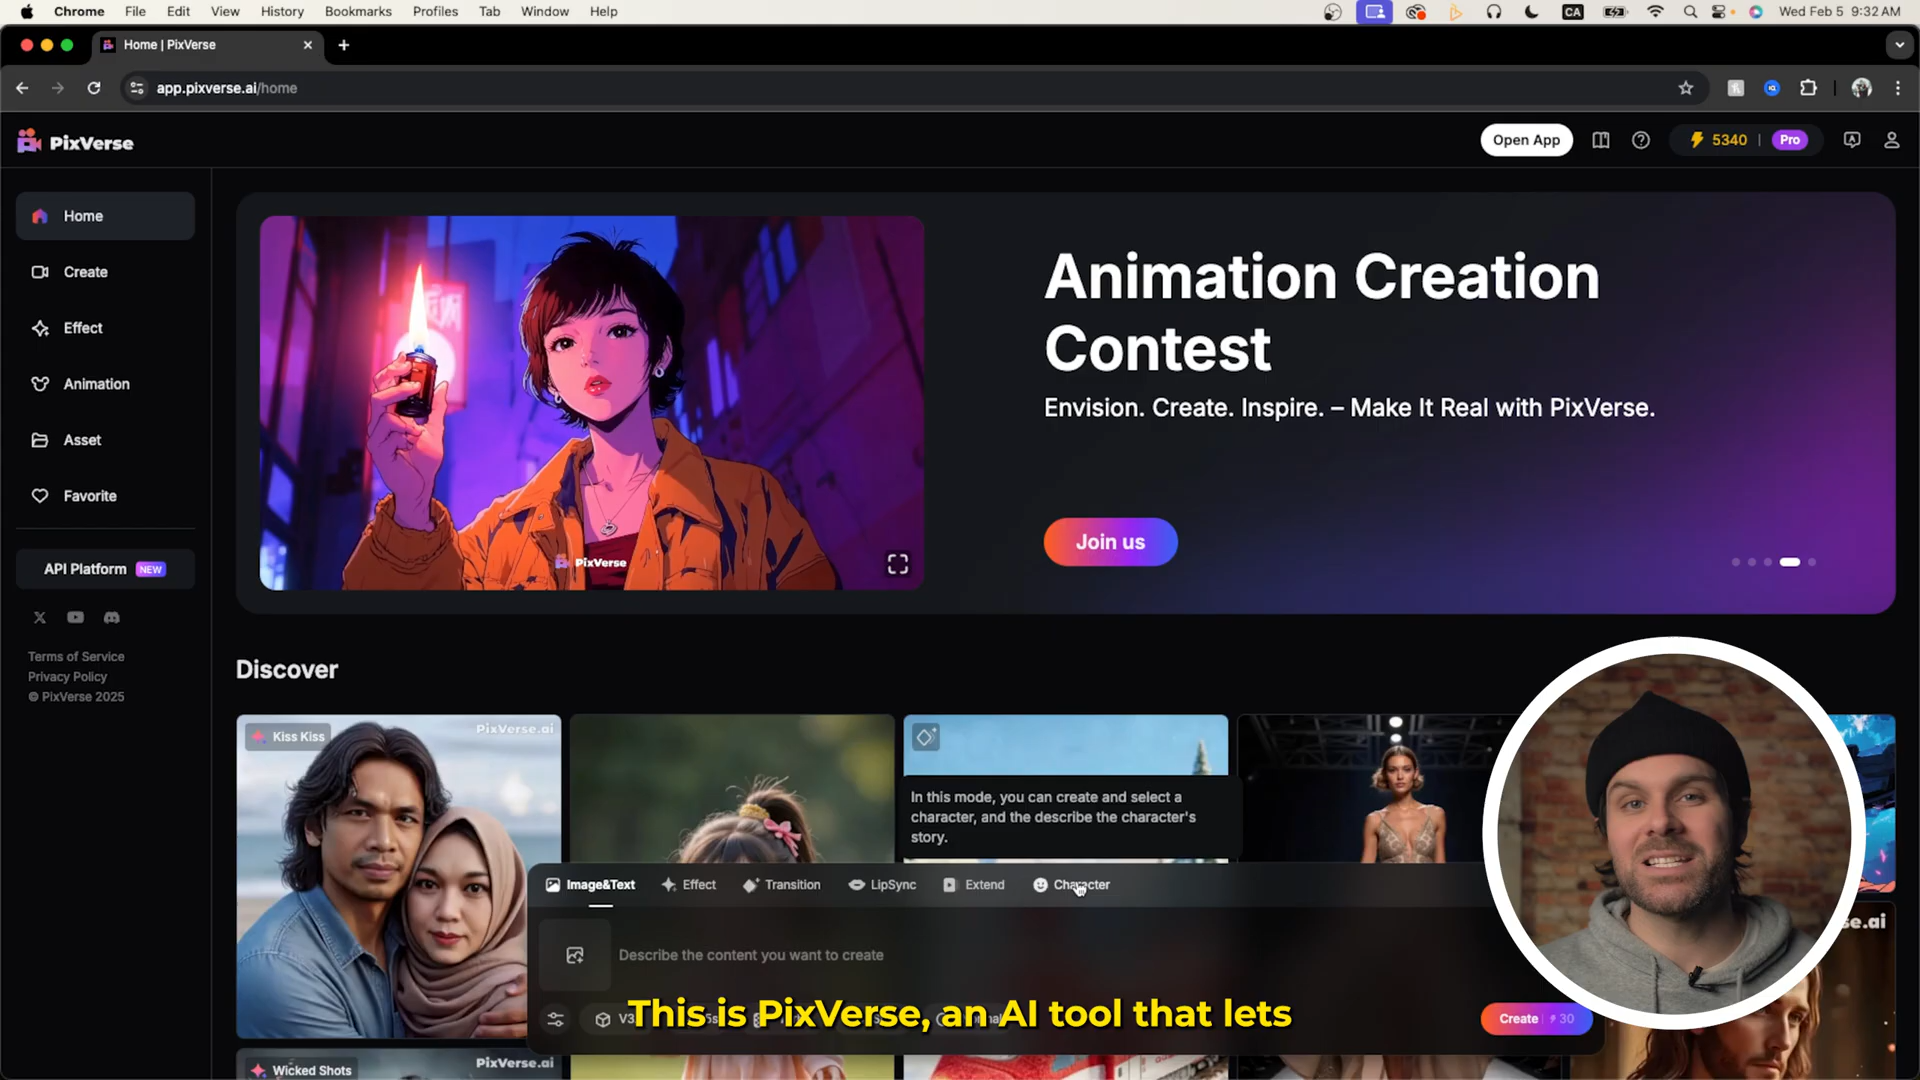 Chrome File Edit View History Bookmarks Profiles Tab Window Help
CA
Wed Feb 5 9:32 AM
Home | PixVerse
app.pixverse.ai/home
PixVerse
Open App
5340 | Pro
Home
Create
Effect
Animation
Asset
Favorite
API Platform NEW
Terms of Service
Privacy Policy
© PixVerse 2025
PixVerse
Animation Creation
Contest
Envision. Create. Inspire. – Make It Real with PixVerse.
Join us
Discover
Kiss Kiss
PixVerse.ai
In this mode, you can create and select a
character, and the describe the character's
story.
Image&Text Effect Transition LipSync Extend Character
Describe the content you want to create
This is PixVerse, an AI tool that lets
Create 30
Wicked Shots
PixVerse.ai